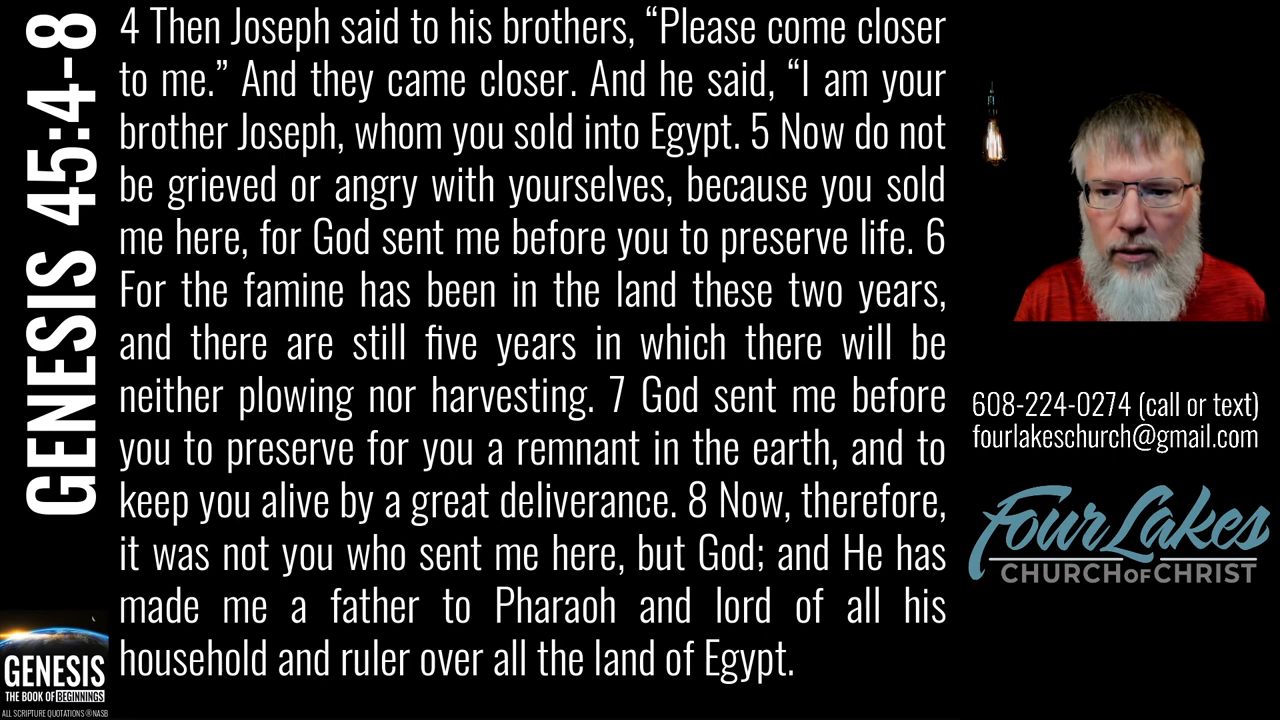 GENESIS 45:4-8
4 Then Joseph said to his brothers, “Please come closer
to me.” And they came closer. And he said, “I am your
brother Joseph, whom you sold into Egypt. 5 Now do not
be grieved or angry with yourselves, because you sold
me here, for God sent me before you to preserve life. 6
For the famine has been in the land these two years,
and there are still five years in which there will be
neither plowing nor harvesting. 7 God sent me before
you to preserve for you a remnant in the earth, and to
keep you alive by a great deliverance. 8 Now, therefore,
it was not you who sent me here, but God; and He has
made me a father to Pharaoh and lord of all his
household and ruler over all the land of Egypt.
GENESIS
THE BOOK OF BEGINNINGS
ALL SCRIPTURE QUOTATIONS ® NASB
608-224-0274 (call or text)
fourlakeschurch@gmail.com
Four Lakes
CHURCH OF CHRIST